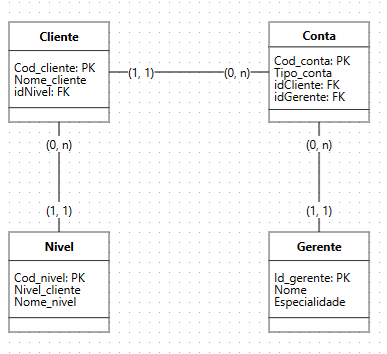 Cliente
Cod_cliente: PK
Nome_cliente
idNivel: FK
(1, 1)
(0, n)
Conta
Cod_conta: PK
Tipo_conta
idCliente: FK
idGerente: FK
(0, n)
(0, n)
(1, 1)
(1, 1)
Nivel
Cod_nivel: PK
Nivel_cliente
Nome_nivel
Gerente
Id_gerente: PK
Nome
Especialidade